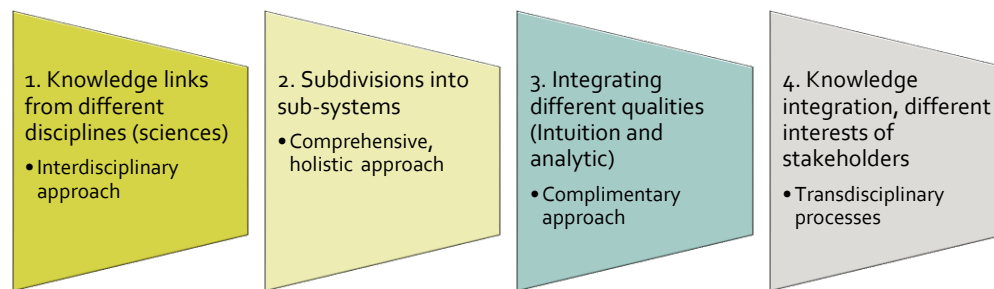 1. Knowledge links
from different
disciplines (sciences)
• Interdisciplinary
approach
2. Subdivisions into
sub-systems
• Comprehensive,
holistic approach
3. Integrating
different qualities
(Intuition and
analytic)
• Complimentary
approach
4. Knowledge
integration, different
interests of
stakeholders
• Transdisciplinary
processes